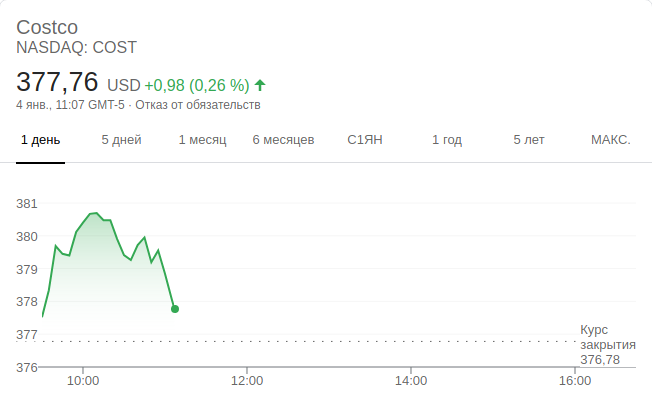 Costco
NASDAQ: COST
377,76 USD +0,98 (0,26 %)
4 янв., 11:07 GMT-5 · Отказ от обязательств
1 день 5 дней 1 месяц 6 месяцев С1ЯН 1 год 5 лет МАКС.
381
380
379
378
377
376
Курс
закрытия
376,78
10:00 12:00 14:00 16:00